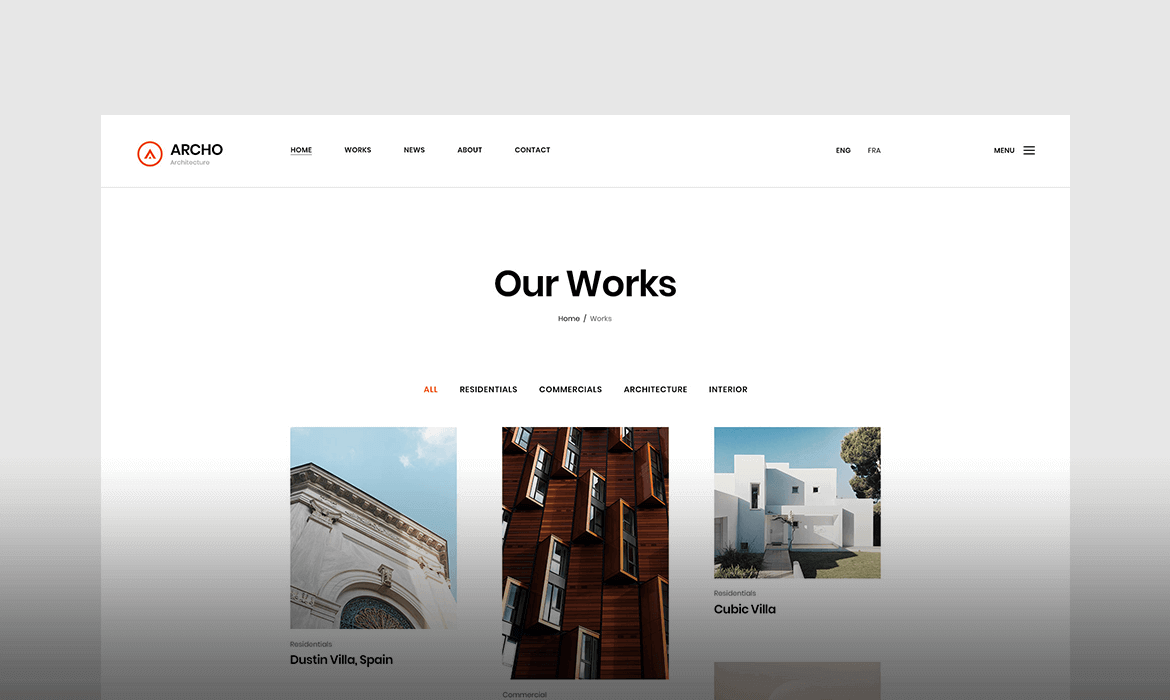 ARCHO
Architecture
HOME WORKS NEWS ABOUT CONTACT
ENG FRA
MENU
Our Works
Home / Works
ALL RESIDENTIALS COMMERCIALS ARCHITECTURE INTERIOR
Residentials
Dustin Villa, Spain
Commercial
Residentials
Cubic Villa